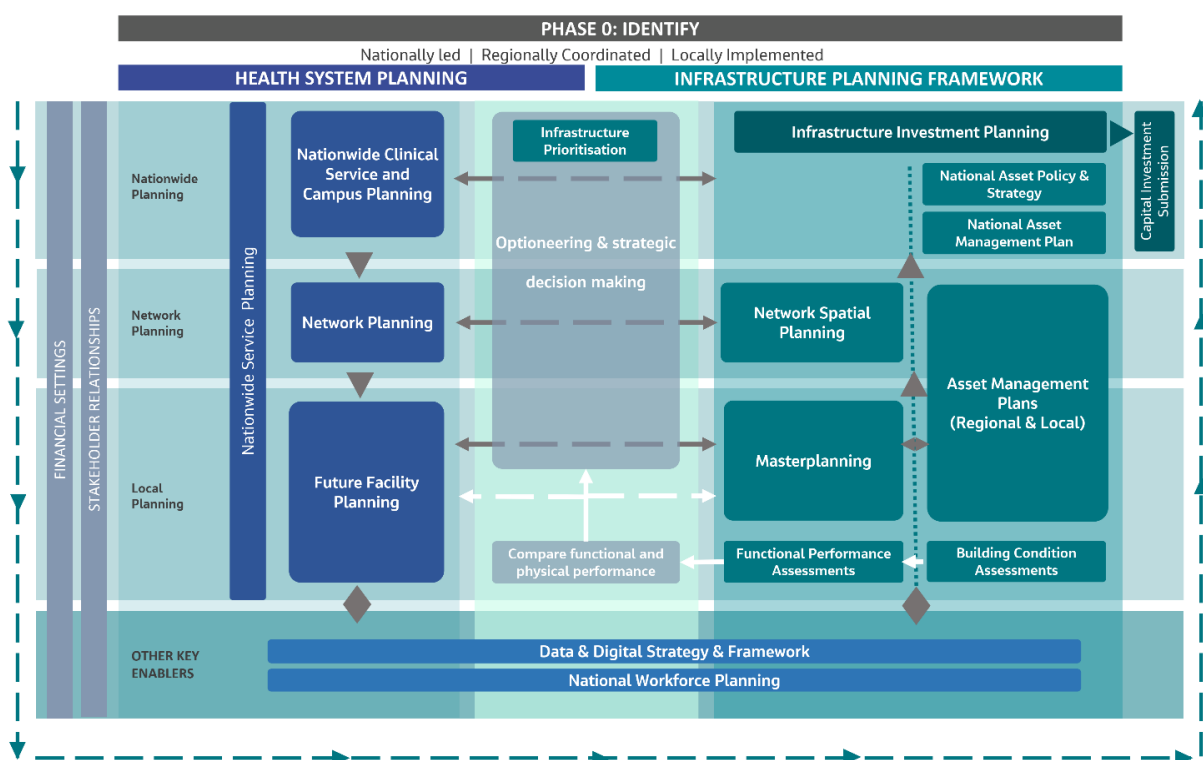 PHASE 0: IDENTIFY
Nationally led | Regionally Coordinated | Locally Implemented
HEALTH SYSTEM PLANNING
INFRASTRUCTURE PLANNING FRAMEWORK
FINANCIAL SETTINGS
STAKEHOLDER RELATIONSHIPS
Nationwide
Planning
Nationwide Service Planning
Nationwide Clinical
Service and
Campus Planning
Infrastructure
Prioritisation
Optioneering & strategic
decision making
Infrastructure Investment Planning
National Asset Policy &
Strategy
National Asset
Management Plan
Capital Investment
Submission
Network
Planning
Network Planning
Network Spatial
Planning
Asset Management
Plans
(Regional & Local)
Local
Planning
Future Facility
Planning
Masterplanning
Compare functional and
physical performance
Functional Performance
Assessments
Building Condition
Assessments
OTHER KEY
ENABLERS
Data & Digital Strategy & Framework
National Workforce Planning